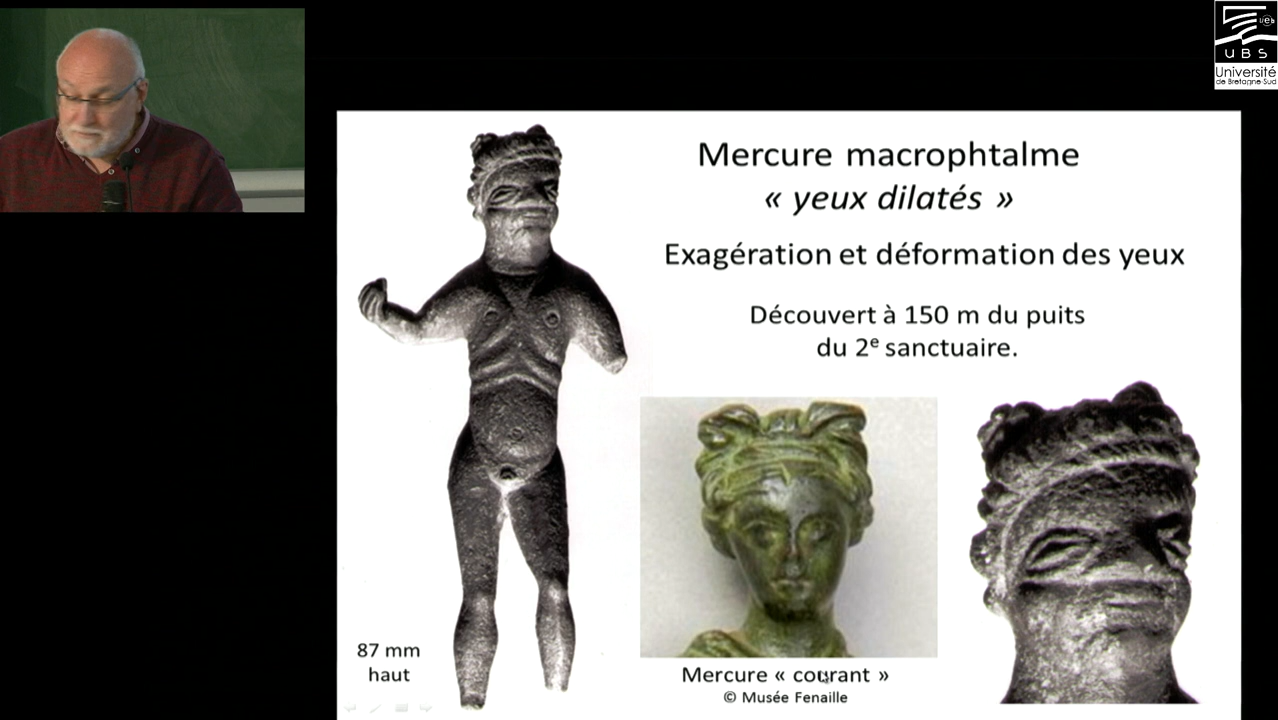 ueb
UBS
Université
de Bretagne Sud
Mercure macrophtalme
« yeux dilatés »
Exagération et déformation des yeux
Découvert à 150 m du puits
du 2e sanctuaire.
87 mm
haut
Mercure « courant »
© Musée Fenaille